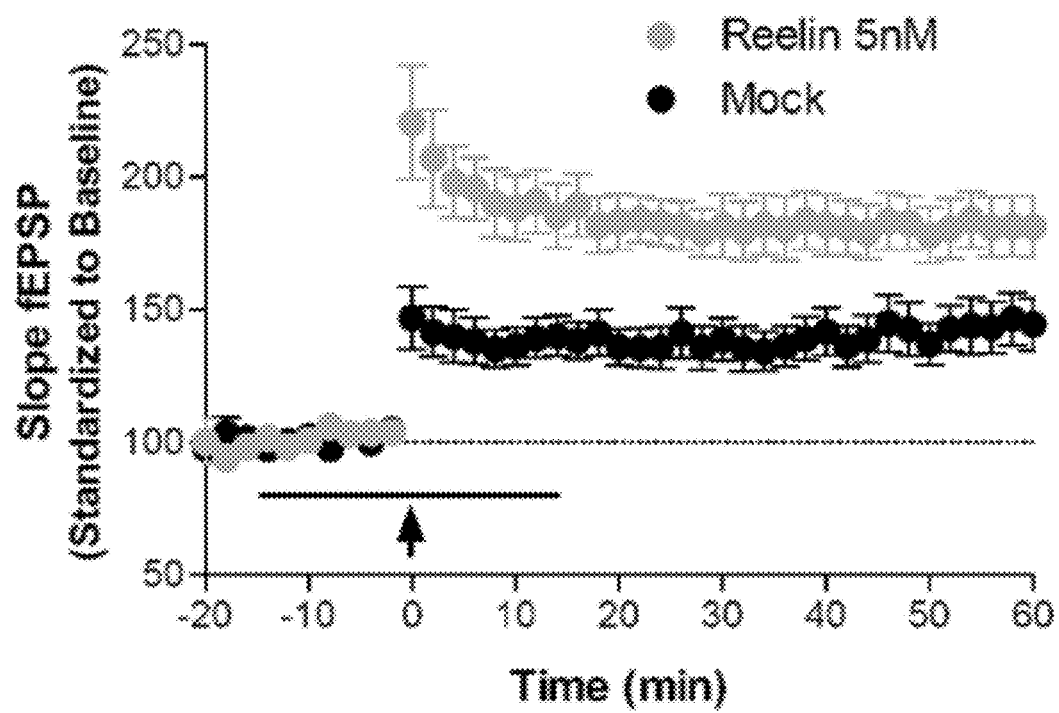 Reelin 5nM
Mock
Slope fEPSP
(Standardized to Baseline)
250
200
150
100
50
-20 -10 0 10 20 30 40 50 60
Time (min)